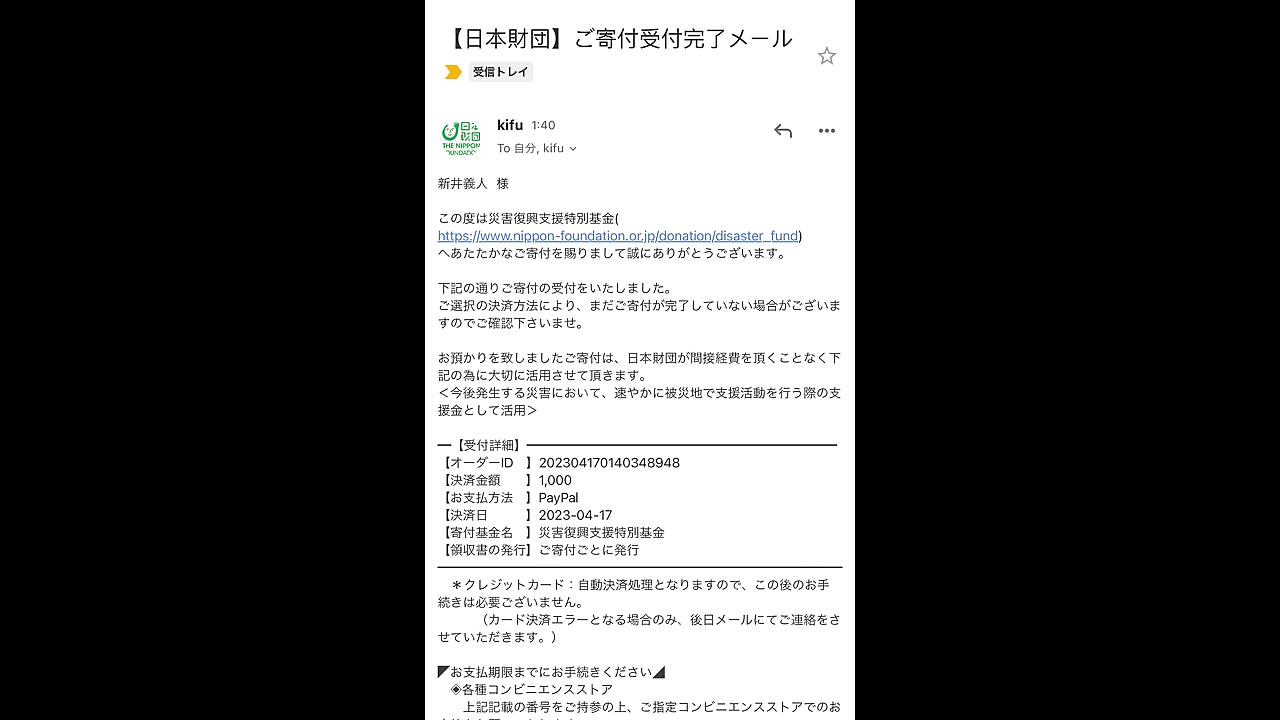 【日本財団】ご寄付受付完了メール
受信トレイ
日本財団
THE NIPPON
kifu 1:40
To 自分, kifu
新井義人 様
この度は災害復興支援特別基金(
https://www.nippon-foundation.or.jp/donation/disaster_fund)
へあたたかなご寄付を賜りまして誠にありがとうございます。
下記の通りご寄付の受付をいたしました。
ご選択の決済方法により、まだご寄付が完了していない場合がございま
すのでご確認下さいませ。
お預かりを致しましたご寄付は、日本財団が間接経費を頂くことなく下
記の為に大切に活用させて頂きます。
＜今後発生する災害において、速やかに被災地で支援活動を行う際の支
援金として活用＞
━【受付詳細】━━━━━━━━━━━━━━━━━━━━━━━━━
【オーダーID　】202304170140348948
【決済金額　　】1,000
【お支払方法　】PayPal
【決済日　　　】2023-04-17
【寄付基金名　】災害復興支援特別基金
【領収書の発行】ご寄付ごとに発行
　＊クレジットカード：自動決済処理となりますので、この後のお手
続きは必要ございません。
　　　（カード決済エラーとなる場合のみ、後日メールにてご連絡をさ
せていただきます。）
◤お支払期限までにお手続きください◢
　◈各種コンビニエンスストア
　　上記記載の番号をご持参の上、ご指定コンビニエンスストアでのお